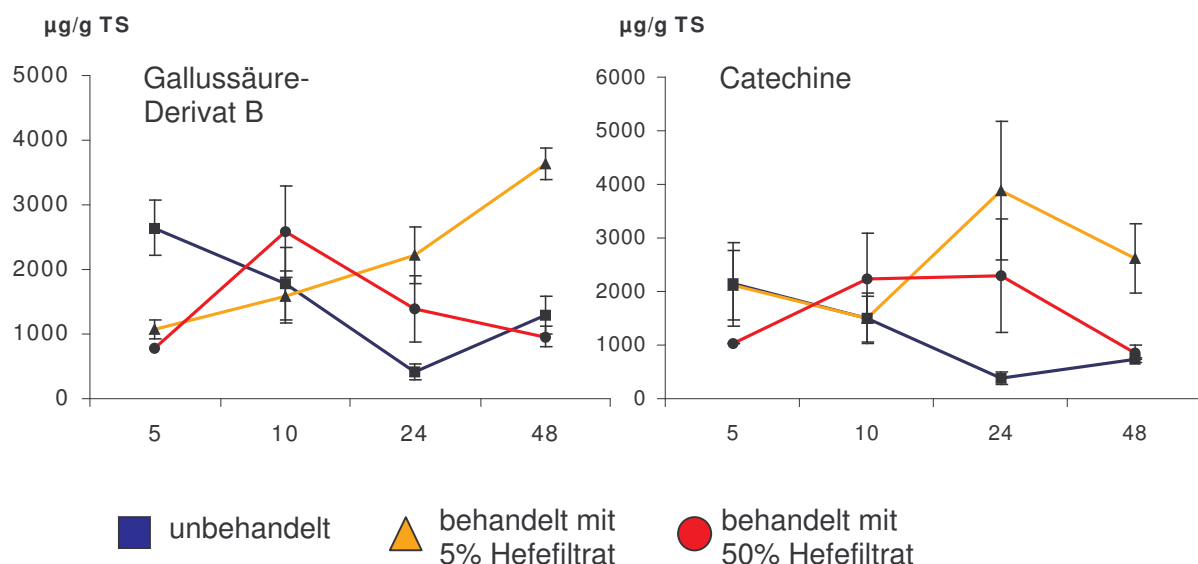 µg/g TS
Gallussäure-
Derivat B
5000
4000
3000
2000
1000
0
5 10 24 48
µg/g TS
Catechine
6000
5000
4000
3000
2000
1000
0
5 10 24 48
unbehandelt
behandelt mit
5% Hefefiltrat
behandelt mit
50% Hefefiltrat